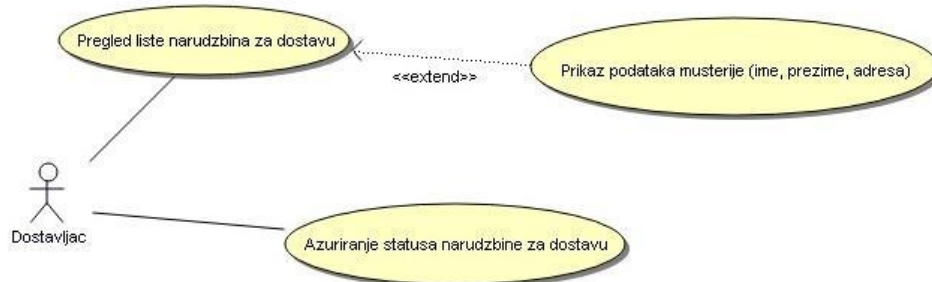 Pregled liste narudzbina za dostavu
<<extend>>
Prikaz podataka musterije (ime, prezime, adresa)
Dostavljac
Azuriranje statusa narudzbine za dostavu